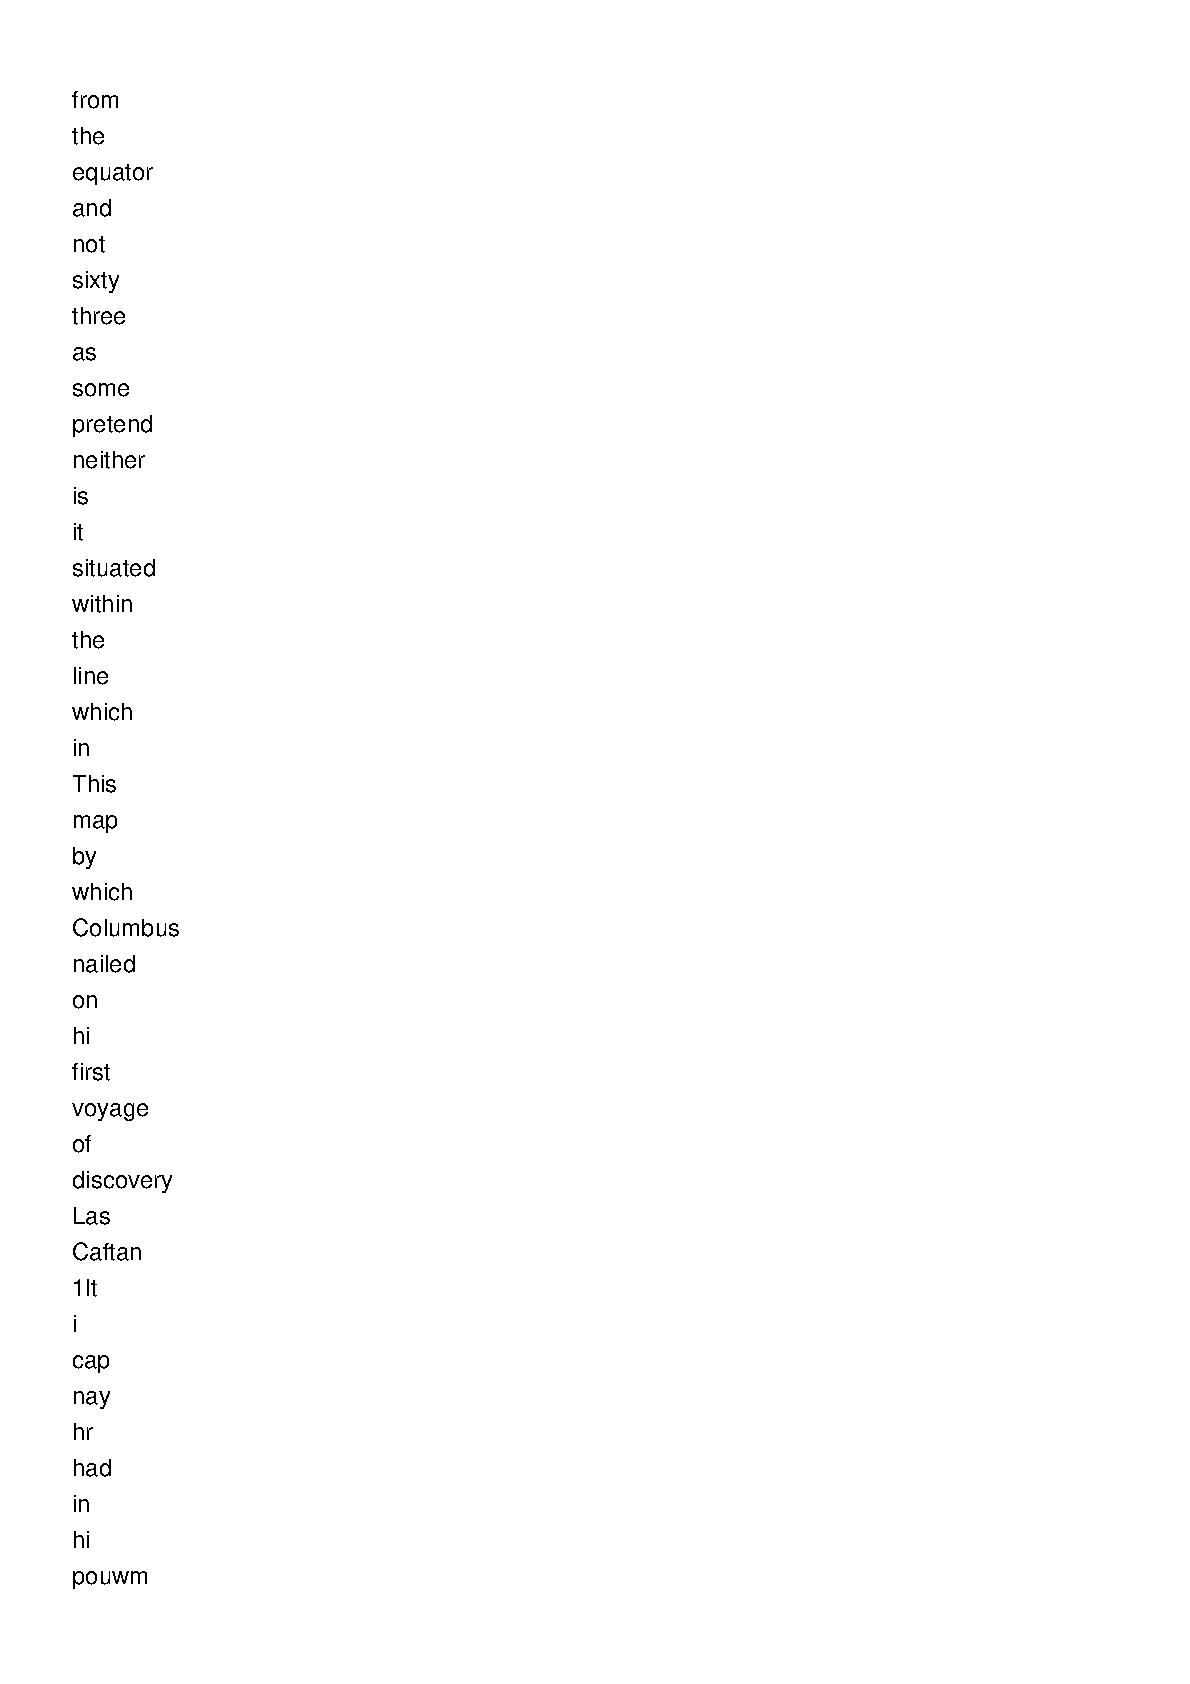 from
the
equator
and
not
sixty
three
as
some
pretend
neither
is
it
situated
within
the
line
which
in
This
map
by
which
Columbus
nailed
on
hi
first
voyage
of
discovery
Las
Caftan
1lt
i
cap
nay
hr
had
in
hi
pouwm